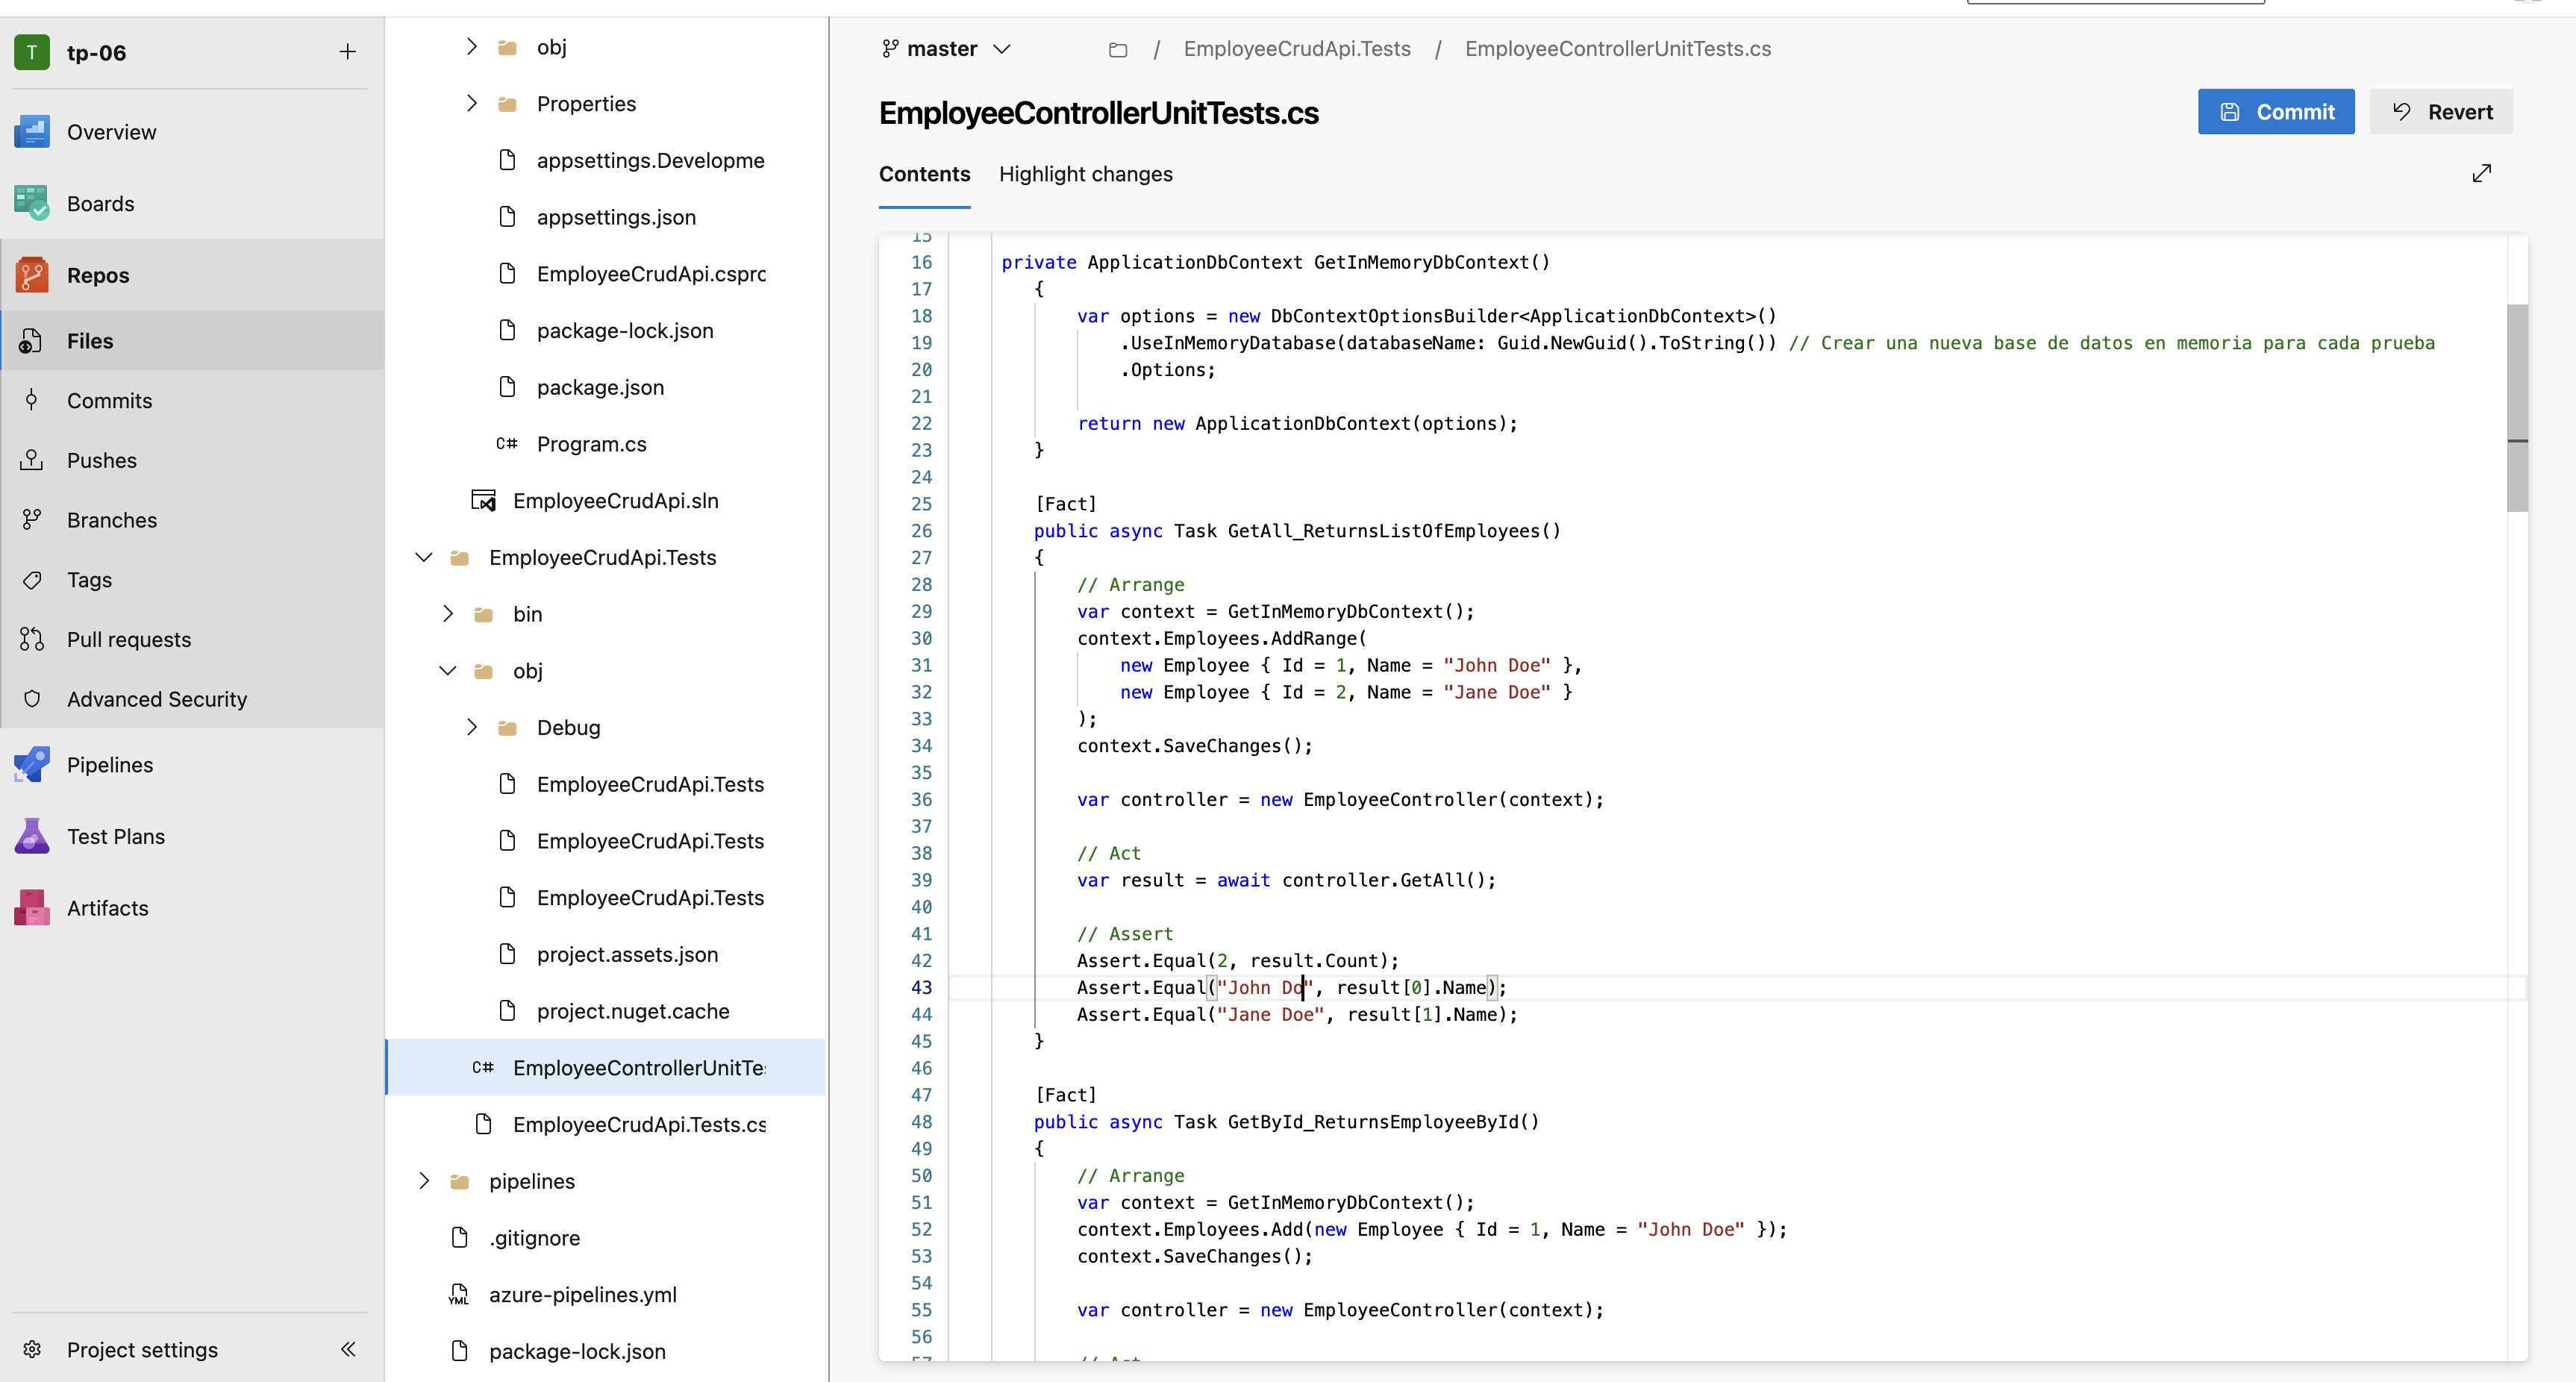 T tp-06
Overview
Boards
Repos
Files
Commits
Pushes
Branches
Tags
Pull requests
Advanced Security
Pipelines
Test Plans
Artifacts
Project settings
obj
Properties
appsettings.Developme
appsettings.json
EmployeeCrudApi.cspro
package-lock.json
package.json
C# Program.cs
EmployeeCrudApi.sln
EmployeeCrudApi.Tests
bin
obj
Debug
EmployeeCrudApi.Tests
EmployeeCrudApi.Tests
EmployeeCrudApi.Tests
project.assets.json
project.nuget.cache
C# EmployeeControllerUnitTes
EmployeeCrudApi.Tests.cs
pipelines
.gitignore
YML azure-pipelines.yml
package-lock.json
master / EmployeeCrudApi.Tests / EmployeeControllerUnitTests.cs
EmployeeControllerUnitTests.cs
Commit Revert
Contents Highlight changes
15
16 private ApplicationDbContext GetInMemoryDbContext()
17 {
18 var options = new DbContextOptionsBuilder<ApplicationDbContext>()
19 .UseInMemoryDatabase(databaseName: Guid.NewGuid().ToString()) // Crear una nueva base de datos en memoria para cada prueba
20 .Options;
21
22 return new ApplicationDbContext(options);
23 }
24
25 [Fact]
26 public async Task GetAll_ReturnsListOfEmployees()
27 {
28 // Arrange
29 var context = GetInMemoryDbContext();
30 context.Employees.AddRange(
31 new Employee { Id = 1, Name = "John Doe" },
32 new Employee { Id = 2, Name = "Jane Doe" }
33 );
34 context.SaveChanges();
35
36 var controller = new EmployeeController(context);
37
38 // Act
39 var result = await controller.GetAll();
40
41 // Assert
42 Assert.Equal(2, result.Count);
43 Assert.Equal("John Do", result[0].Name);
44 Assert.Equal("Jane Doe", result[1].Name);
45 }
46
47 [Fact]
48 public async Task GetById_ReturnsEmployeeById()
49 {
50 // Arrange
51 var context = GetInMemoryDbContext();
52 context.Employees.Add(new Employee { Id = 1, Name = "John Doe" });
53 context.SaveChanges();
54
55 var controller = new EmployeeController(context);
56
57 // Act